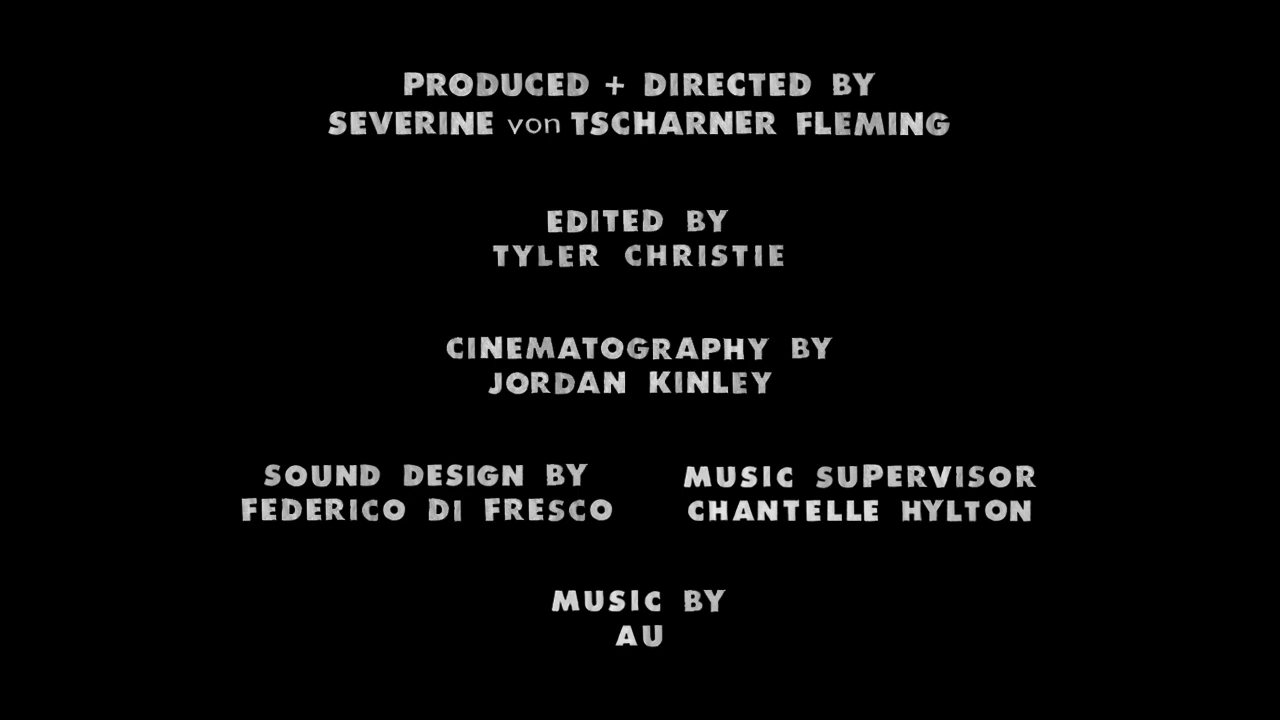 PRODUCED + DIRECTED BY
SEVERINE von TSCHARNER FLEMING
EDITED BY
TYLER CHRISTIE
CINEMATOGRAPHY BY
JORDAN KINLEY
SOUND DESIGN BY
FEDERICO DI FRESCO
MUSIC SUPERVISOR
CHANTELLE HYLTON
MUSIC BY
AU